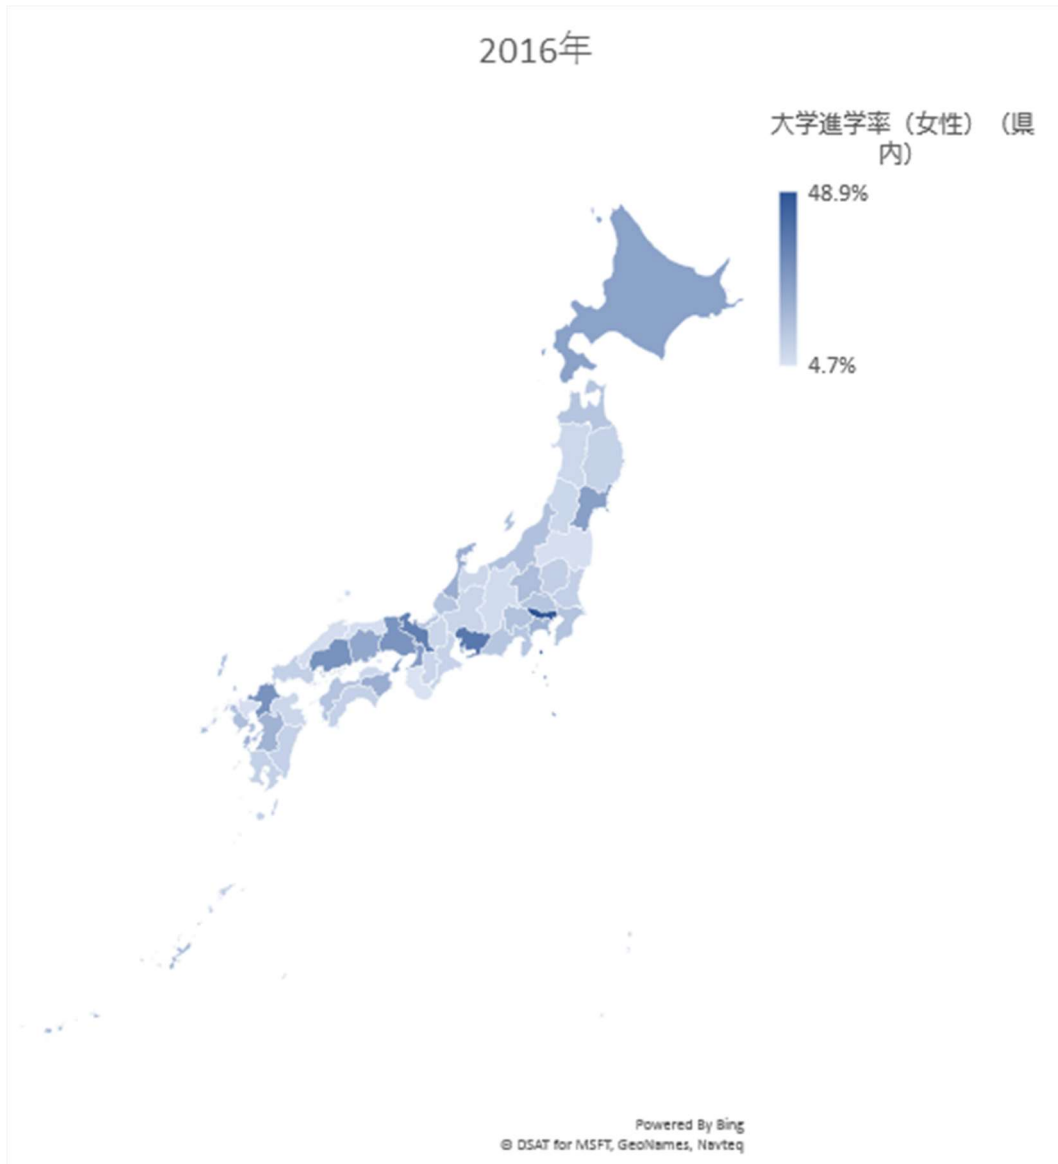 2016年
大学進学率（女性）（県
内）
48.9%
4.7%
Powered By Bing
© DSAT for MSFT, GeoNames, Navteq